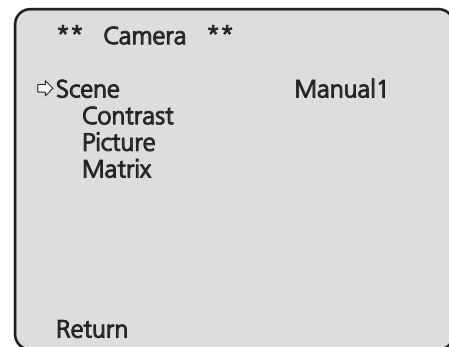 ** Camera **
⇨Scene Manual1
Contrast
Picture
Matrix
Return